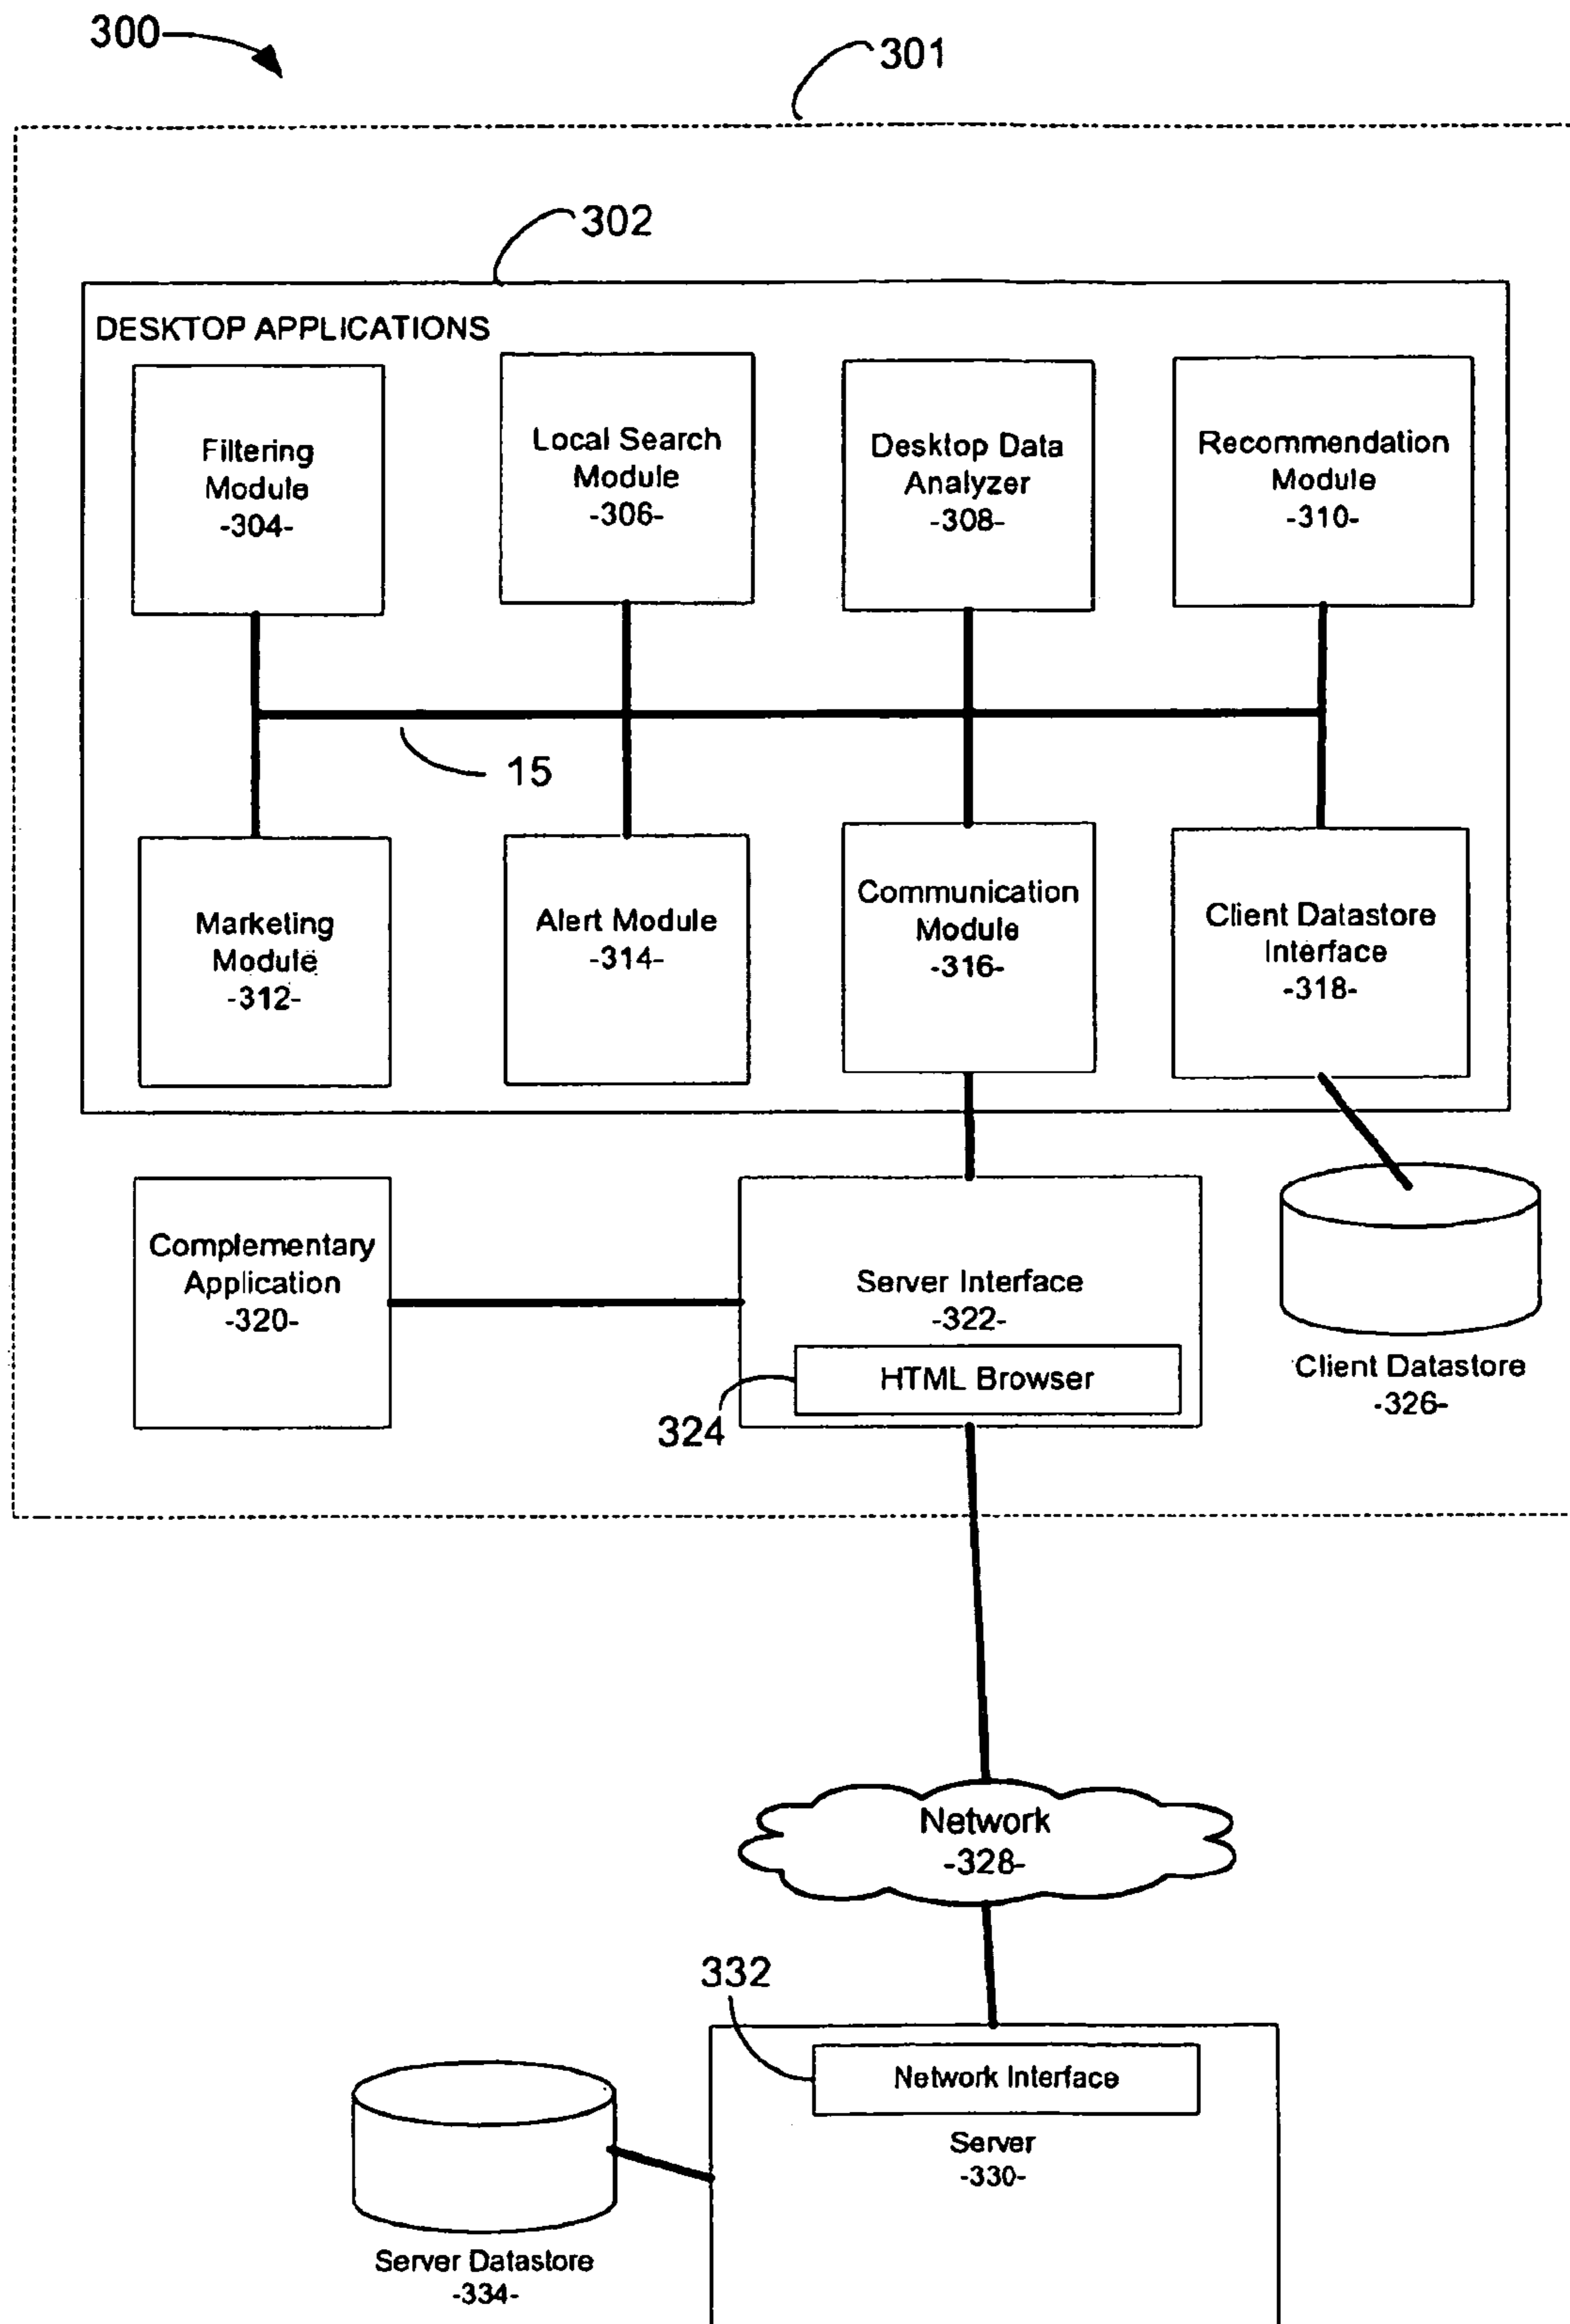 300
301
302
DESKTOP APPLICATIONS
Filtering
Module
-304-
Local Search
Module
-306-
Desktop Data
Analyzer
-308-
Recommendation
Module
-310-
15
Marketing
Module
-312-
Alert Module
-314-
Communication
Module
-316-
Client Datastore
Interface
-318-
Complementary
Application
-320-
Server Interface
-322-
HTML Browser
324
Client Datastore
-326-
Network
-328-
332
Network Interface
Server
-330-
Server Datastore
-334-